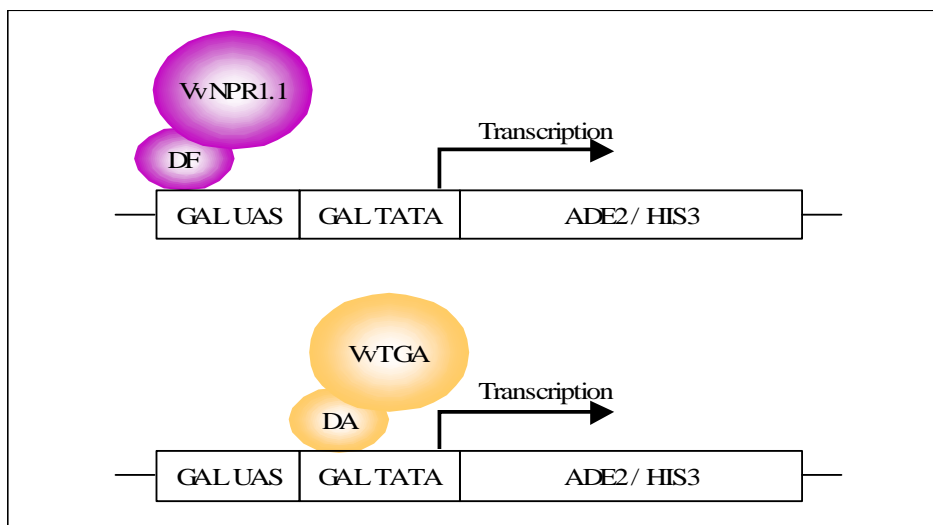 VvNPR1.1
Transcription
DF
GAL UAS GAL TATA ADE2 / HIS3
VvTGA
Transcription
DA
GAL UAS GAL TATA ADE2 / HIS3